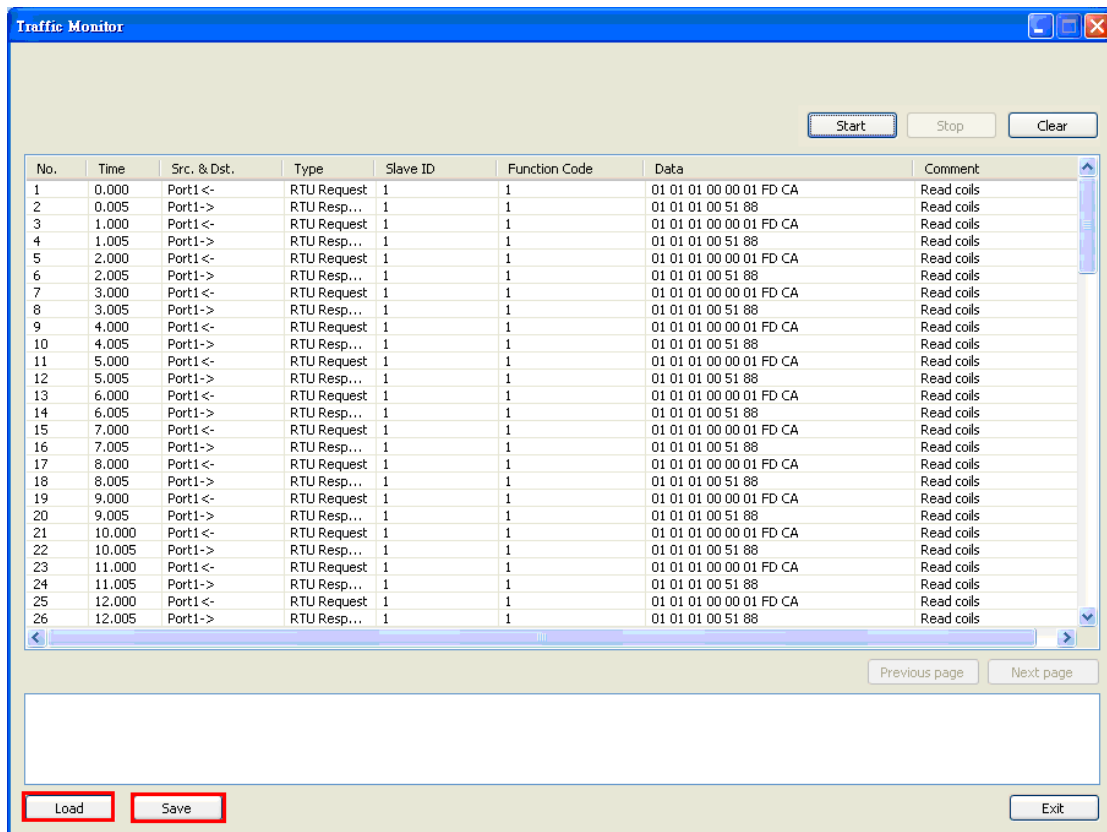 Traffic Monitor
Start Stop Clear
No. Time Src. & Dst. Type Slave ID Function Code Data Comment
1 0.000 Port1<- RTU Request 1 1 01 01 01 00 00 01 FD CA Read coils
2 0.005 Port1-> RTU Resp... 1 1 01 01 01 00 51 88 Read coils
3 1.000 Port1<- RTU Request 1 1 01 01 01 00 00 01 FD CA Read coils
4 1.005 Port1-> RTU Resp... 1 1 01 01 01 00 51 88 Read coils
5 2.000 Port1<- RTU Request 1 1 01 01 01 00 00 01 FD CA Read coils
6 2.005 Port1-> RTU Resp... 1 1 01 01 01 00 51 88 Read coils
7 3.000 Port1<- RTU Request 1 1 01 01 01 00 00 01 FD CA Read coils
8 3.005 Port1-> RTU Resp... 1 1 01 01 01 00 51 88 Read coils
9 4.000 Port1<- RTU Request 1 1 01 01 01 00 00 01 FD CA Read coils
10 4.005 Port1-> RTU Resp... 1 1 01 01 01 00 51 88 Read coils
11 5.000 Port1<- RTU Request 1 1 01 01 01 00 00 01 FD CA Read coils
12 5.005 Port1-> RTU Resp... 1 1 01 01 01 00 51 88 Read coils
13 6.000 Port1<- RTU Request 1 1 01 01 01 00 00 01 FD CA Read coils
14 6.005 Port1-> RTU Resp... 1 1 01 01 01 00 51 88 Read coils
15 7.000 Port1<- RTU Request 1 1 01 01 01 00 00 01 FD CA Read coils
16 7.005 Port1-> RTU Resp... 1 1 01 01 01 00 51 88 Read coils
17 8.000 Port1<- RTU Request 1 1 01 01 01 00 00 01 FD CA Read coils
18 8.005 Port1-> RTU Resp... 1 1 01 01 01 00 51 88 Read coils
19 9.000 Port1<- RTU Request 1 1 01 01 01 00 00 01 FD CA Read coils
20 9.005 Port1-> RTU Resp... 1 1 01 01 01 00 51 88 Read coils
21 10.000 Port1<- RTU Request 1 1 01 01 01 00 00 01 FD CA Read coils
22 10.005 Port1-> RTU Resp... 1 1 01 01 01 00 51 88 Read coils
23 11.000 Port1<- RTU Request 1 1 01 01 01 00 00 01 FD CA Read coils
24 11.005 Port1-> RTU Resp... 1 1 01 01 01 00 51 88 Read coils
25 12.000 Port1<- RTU Request 1 1 01 01 01 00 00 01 FD CA Read coils
26 12.005 Port1-> RTU Resp... 1 1 01 01 01 00 51 88 Read coils
Previous page Next page
Load Save Exit